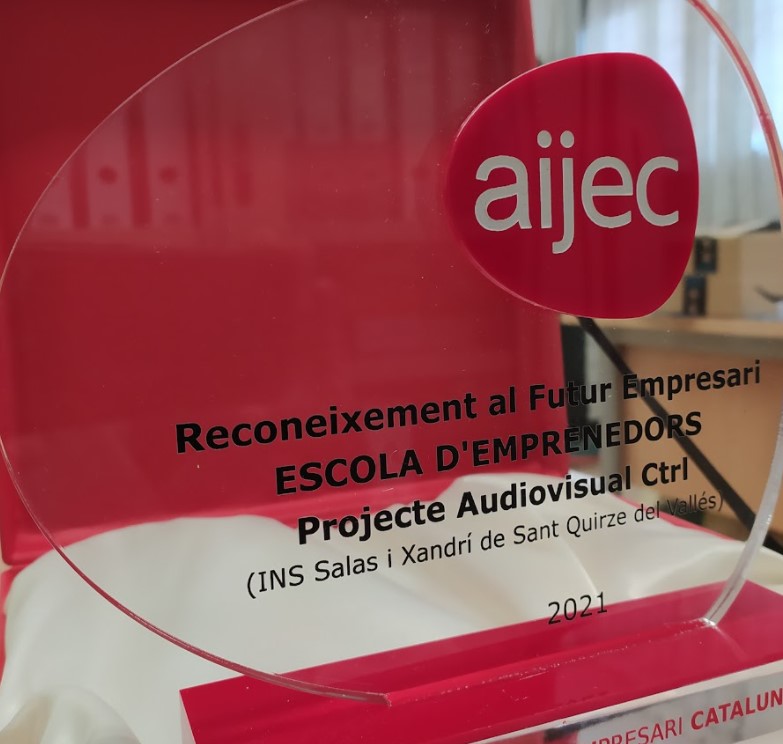 aijec
Reconeixement al Futur Empresari
ESCOLA D'EMPRENEDORS
Projecte Audiovisual Ctrl
(INS Salas i Xandrí de Sant Quirze del Vallés)
2021